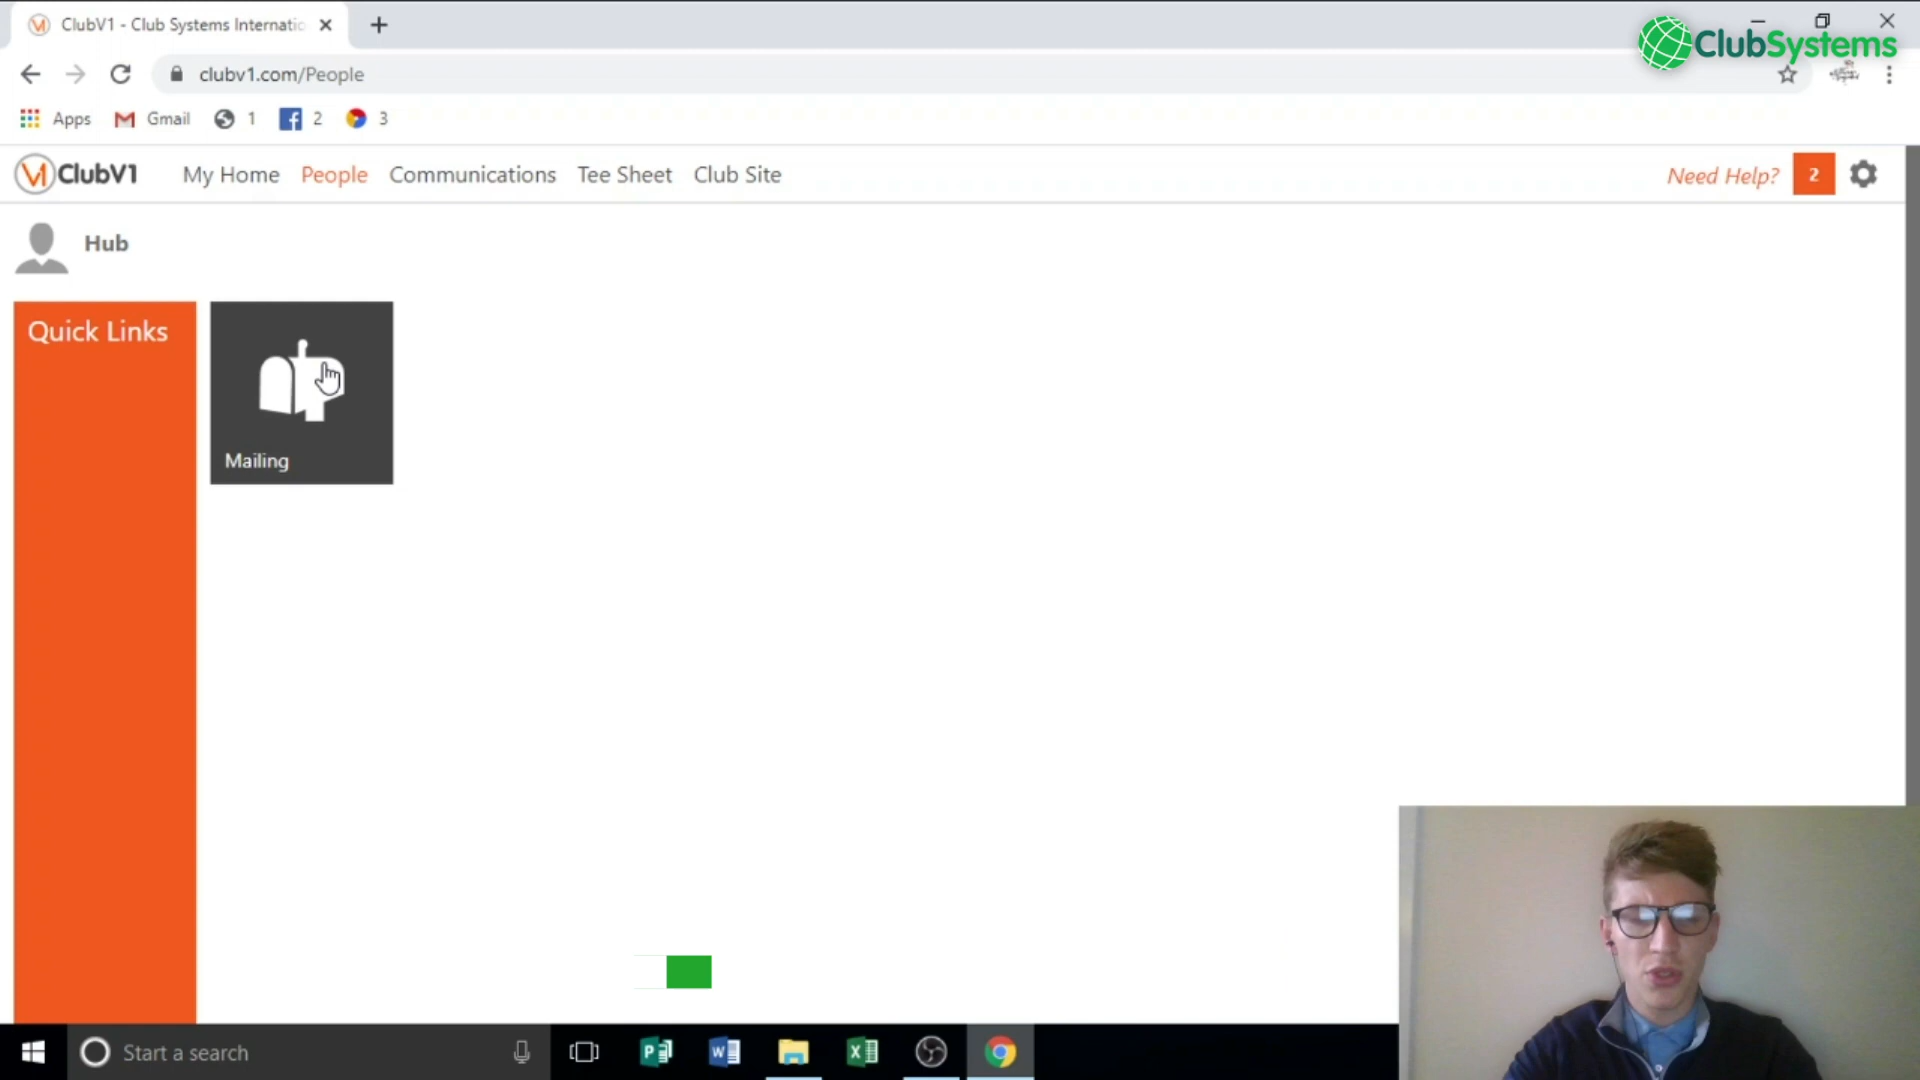 ClubV1 - Club Systems Internatio
ClubSystems
clubv1.com/People
Apps Gmail 1 2 3
ClubV1 My Home People Communications Tee Sheet Club Site Need Help? 2
Hub
Quick Links
Mailing
Start a search